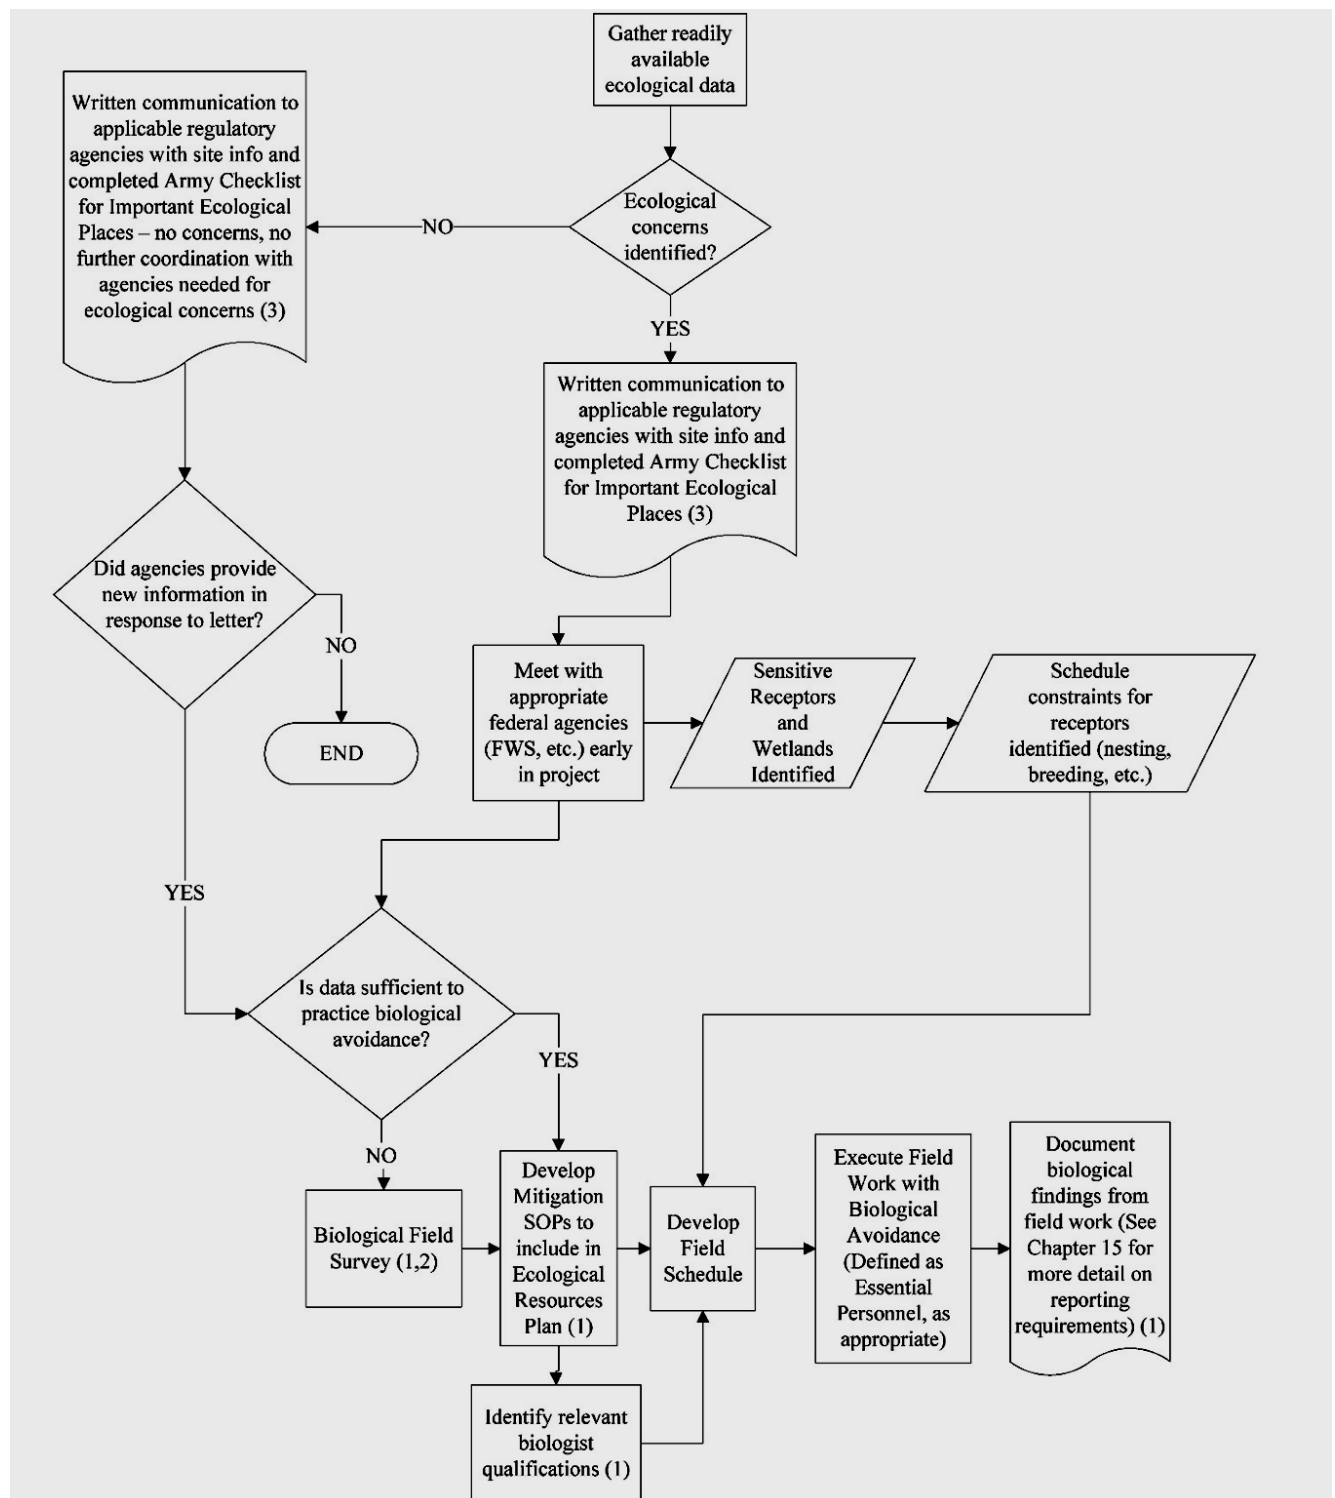 Gather readily
available
ecological data
Written communication to
applicable regulatory
agencies with site info and
completed Army Checklist
for Important Ecological
Places – no concerns, no
further coordination with
agencies needed for
ecological concerns (3)
Ecological
concerns
identified?
NO
YES
Written communication to
applicable regulatory
agencies with site info and
completed Army Checklist
for Important Ecological
Places (3)
Did agencies provide
new information in
response to letter?
NO
END
YES
Meet with
appropriate
federal agencies
(FWS, etc.) early
in project
Sensitive
Receptors
and
Wetlands
Identified
Schedule
constraints for
receptors
identified (nesting,
breeding, etc.)
Is data sufficient to
practice biological
avoidance?
YES
NO
Biological Field
Survey (1,2)
Develop
Mitigation
SOPs to
include in
Ecological
Resources
Plan (1)
Identify relevant
biologist
qualifications (1)
Develop
Field
Schedule
Execute Field
Work with
Biological
Avoidance
(Defined as
Essential
Personnel, as
appropriate)
Document
biological
findings from
field work (See
Chapter 15 for
more detail on
reporting
requirements) (1)